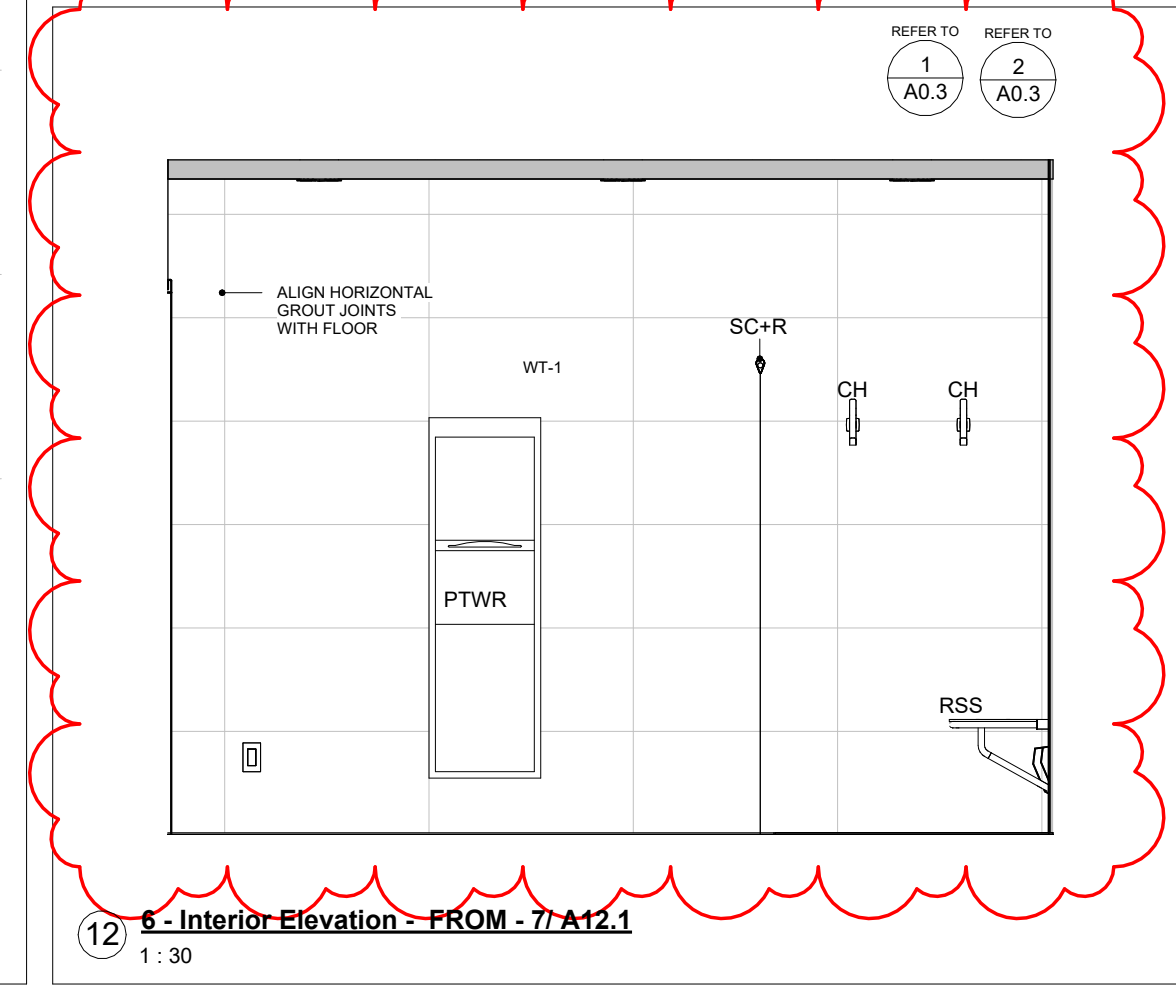 REFER TO
1
A0.3
REFER TO
2
A0.3
ALIGN HORIZONTAL
GROUT JOINTS
WITH FLOOR
WT-1
SC+R
CH
CH
PTWR
RSS
12
6 - Interior Elevation - FROM - 7/ A12.1
1 : 30